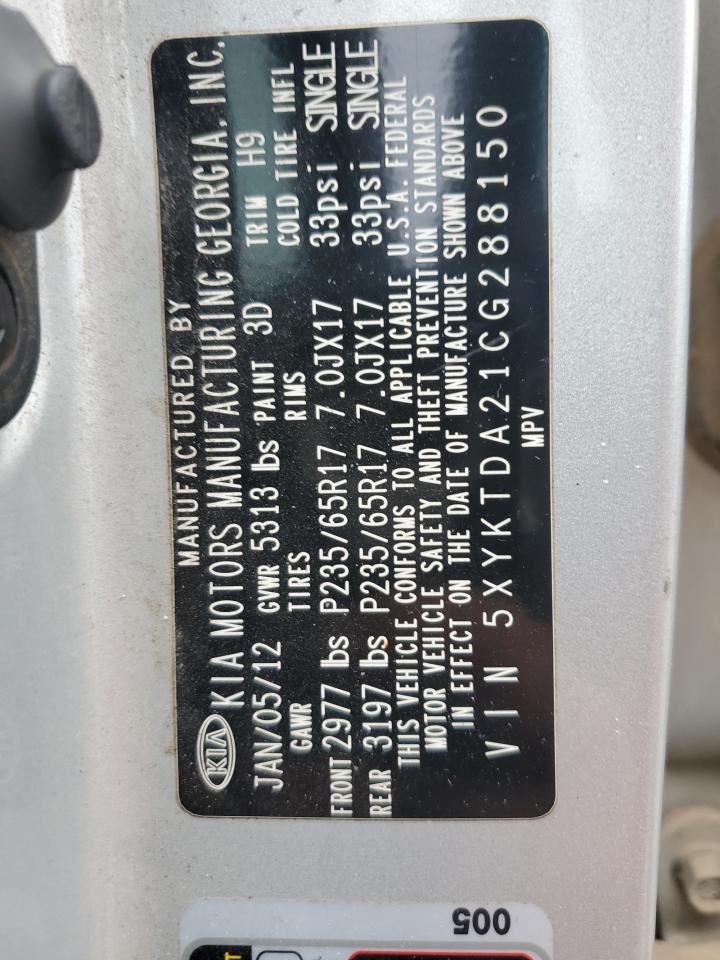 MANUFACTURED BY
KIA KIA MOTORS MANUFACTURING GEORGIA, INC.
JAN/05/12 GVWR 5313 lbs PAINT 3D TRIM H9
GAWR TIRES RIMS COLD TIRE INFL
FRONT 2977 lbs P235/65R17 7.0JX17 33psi SINGLE
REAR 3197 lbs P235/65R17 7.0JX17 33psi SINGLE
THIS VEHICLE CONFORMS TO ALL APPLICABLE U.S.A. FEDERAL
MOTOR VEHICLE SAFETY AND THEFT PREVENTION STANDARDS
IN EFFECT ON THE DATE OF MANUFACTURE SHOWN ABOVE
VIN 5XYKTDA21CG288150
MPV
005